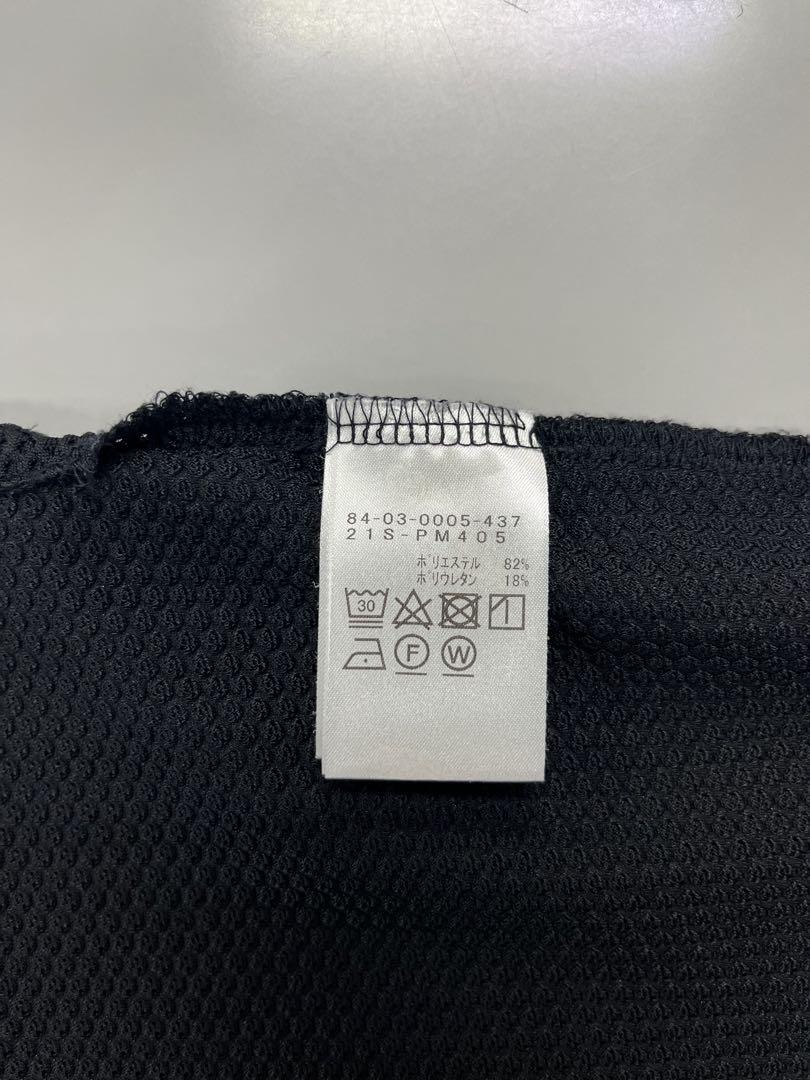 84-03-0005-437
21S-PM405
ﾎﾟﾘｴｽﾃﾙ 82%
ﾎﾟﾘｳﾚﾀﾝ 18%
30
F W